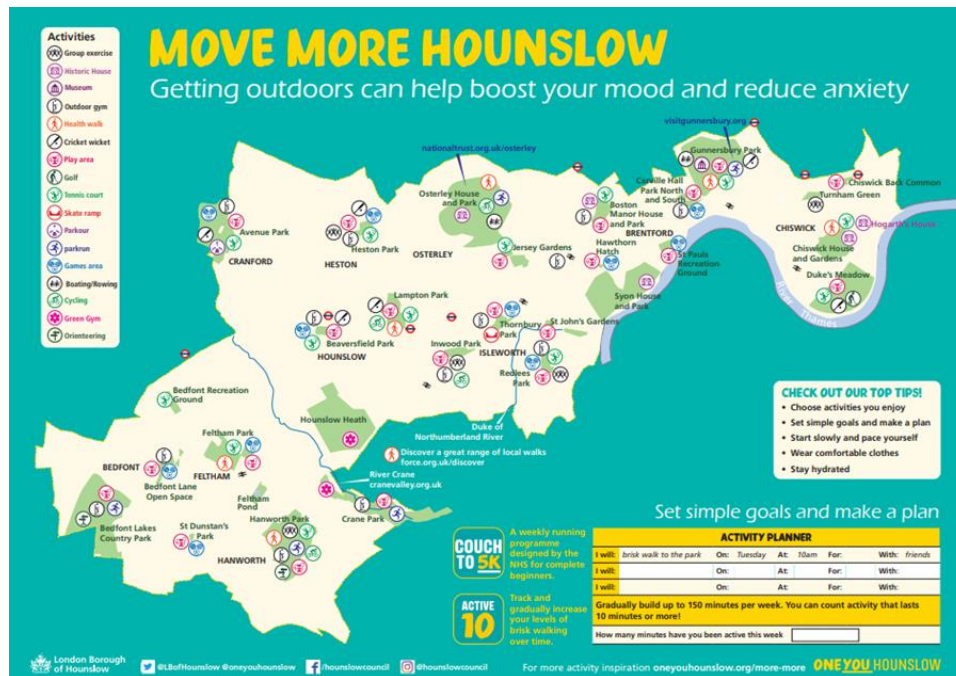 MOVE MORE HOUNSLOW
Getting outdoors can help boost your mood and reduce anxiety
Activities
Group exercise
Historic House
Museum
Outdoor gym
Health walk
Cricket wicket
Play area
Golf
Tennis court
Skate ramp
Parkour
parkrun
Games area
Boating/Rowing
Cycling
Green Gym
Orienteering
visitgunnersbury.org
nationaltrust.org.uk/osterley
Gunnersbury Park
Carville Hall
Park North
and South
Chiswick Back Common
Turnham Green
CHISWICK
Hogarth's House
Chiswick House
and Gardens
Duke's Meadow
River Thames
Osterley House
and Park
Boston
Manor House
and Park
BRENTFORD
Avenue Park
CRANFORD
Heston Park
HESTON
OSTERLEY
Jersey Gardens
Hawthorn
Hatch
St Pauls
Recreation
Ground
Syon House
and Park
Lampton Park
Beaversfield Park
HOUNSLOW
Thornbury
Park
St John's Gardens
Inwood Park
ISLEWORTH
Redlees
Park
Bedfont Recreation
Ground
Hounslow Heath
Duke of
Northumberland River
Feltham Park
Discover a great range of local walks
force.org.uk/discover
BEDFONT
FELTHAM
River Crane
cranevalley.org.uk
Bedfont Lane
Open Space
Feltham
Pond
Bedfont Lakes
Country Park
St Dunstan's
Park
Hanworth Park
Crane Park
HANWORTH
CHECK OUT OUR TOP TIPS!
• Choose activities you enjoy
• Set simple goals and make a plan
• Start slowly and pace yourself
• Wear comfortable clothes
• Stay hydrated
COUCH
TO 5K
A weekly running
programme
designed by the
NHS for complete
beginners.
ACTIVE
10
Track and
gradually increase
your levels of
brisk walking
over time.
Set simple goals and make a plan
ACTIVITY PLANNER
I will: brisk walk to the park On: Tuesday At: 10am For: With: friends
I will: On: At: For: With:
I will: On: At: For: With:
Gradually build up to 150 minutes per week. You can count activity that lasts
10 minutes or more!
How many minutes have you been active this week
London Borough
of Hounslow
@LBofHounslow @oneyouhounslow
/hounslowcouncil
@hounslowcouncil
For more activity inspiration oneyouhounslow.org/more-more
ONE YOU HOUNSLOW